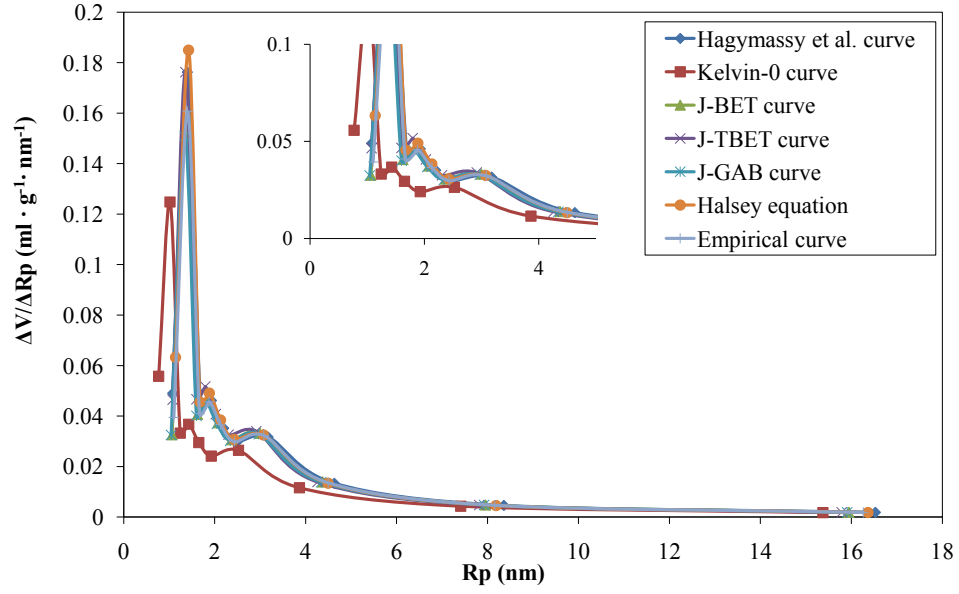 ΔV/ΔRp (ml · g⁻¹· nm⁻¹)
0.2
0.18
0.16
0.14
0.12
0.1
0.08
0.06
0.04
0.02
0
0.1
0.05
0
0 2 4
Hagymassy et al. curve
Kelvin-0 curve
J-BET curve
J-TBET curve
J-GAB curve
Halsey equation
Empirical curve
0 2 4 6 8 10 12 14 16 18
Rp (nm)